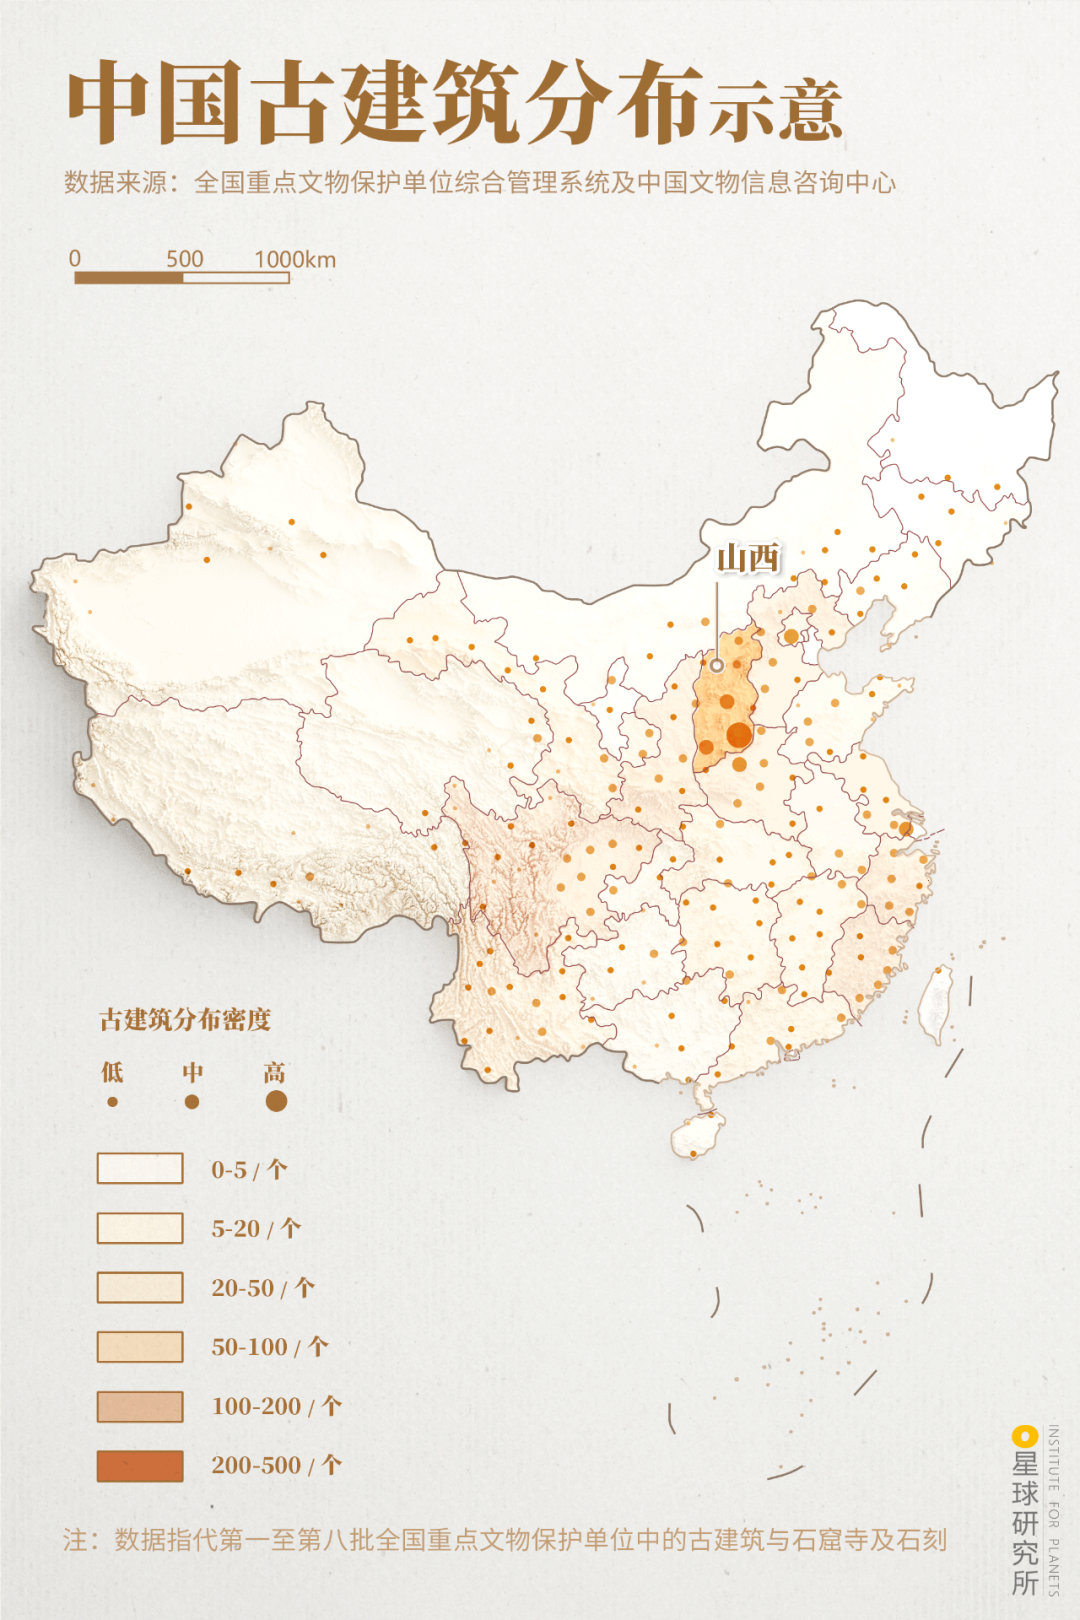 中国古建筑分布示意
数据来源：全国重点文物保护单位综合管理系统及中国文物信息咨询中心
0 500 1000km
山西
古建筑分布密度
低 中 高
0-5 / 个
5-20 / 个
20-50 / 个
50-100 / 个
100-200 / 个
200-500 / 个
注：数据指代第一至第八批全国重点文物保护单位中的古建筑与石窟寺及石刻
星球研究所
INSTITUTE FOR PLANETS